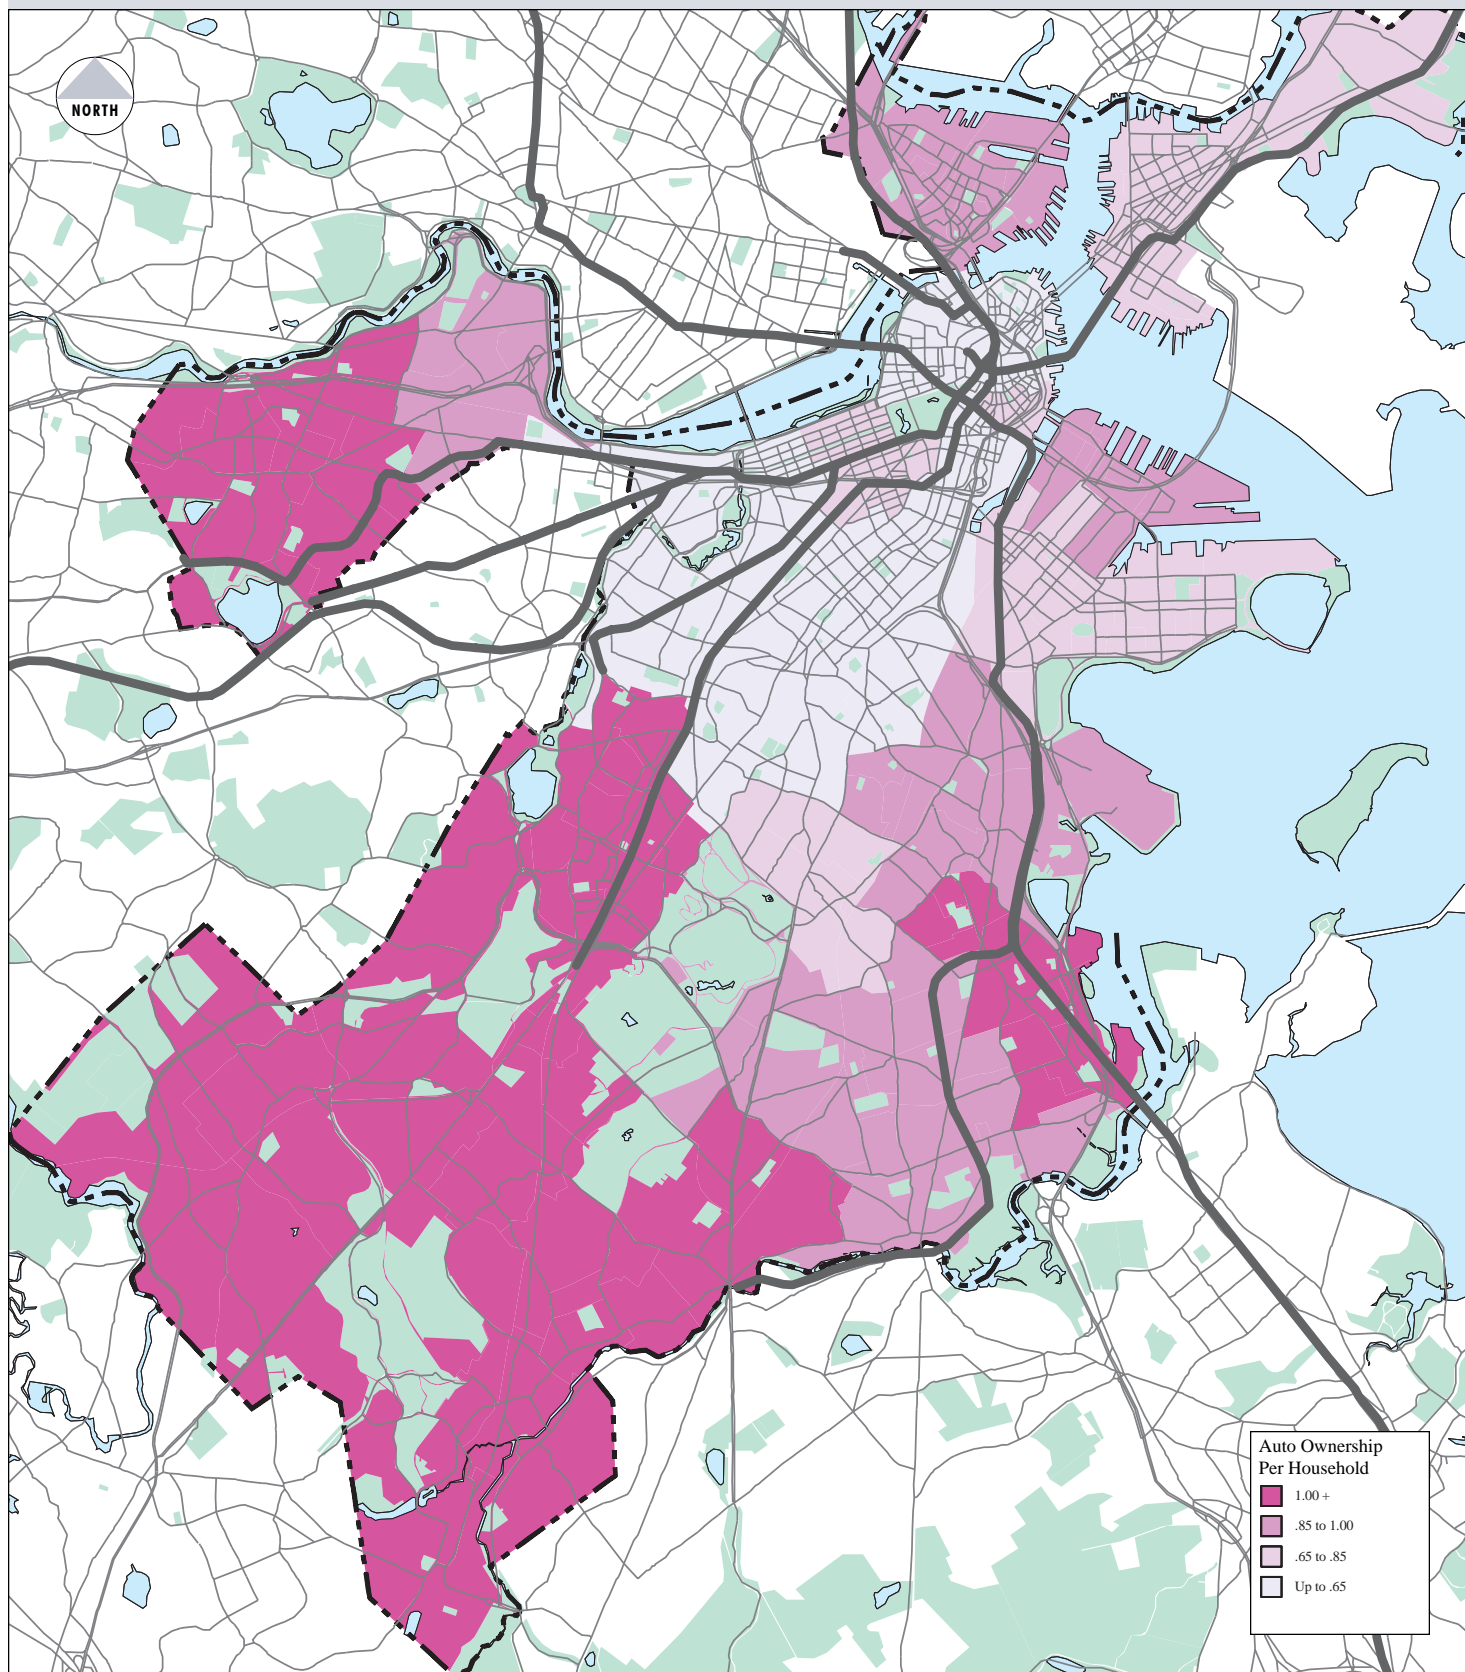 NORTH
Auto Ownership
Per Household
1.00 +
.85 to 1.00
.65 to .85
Up to .65